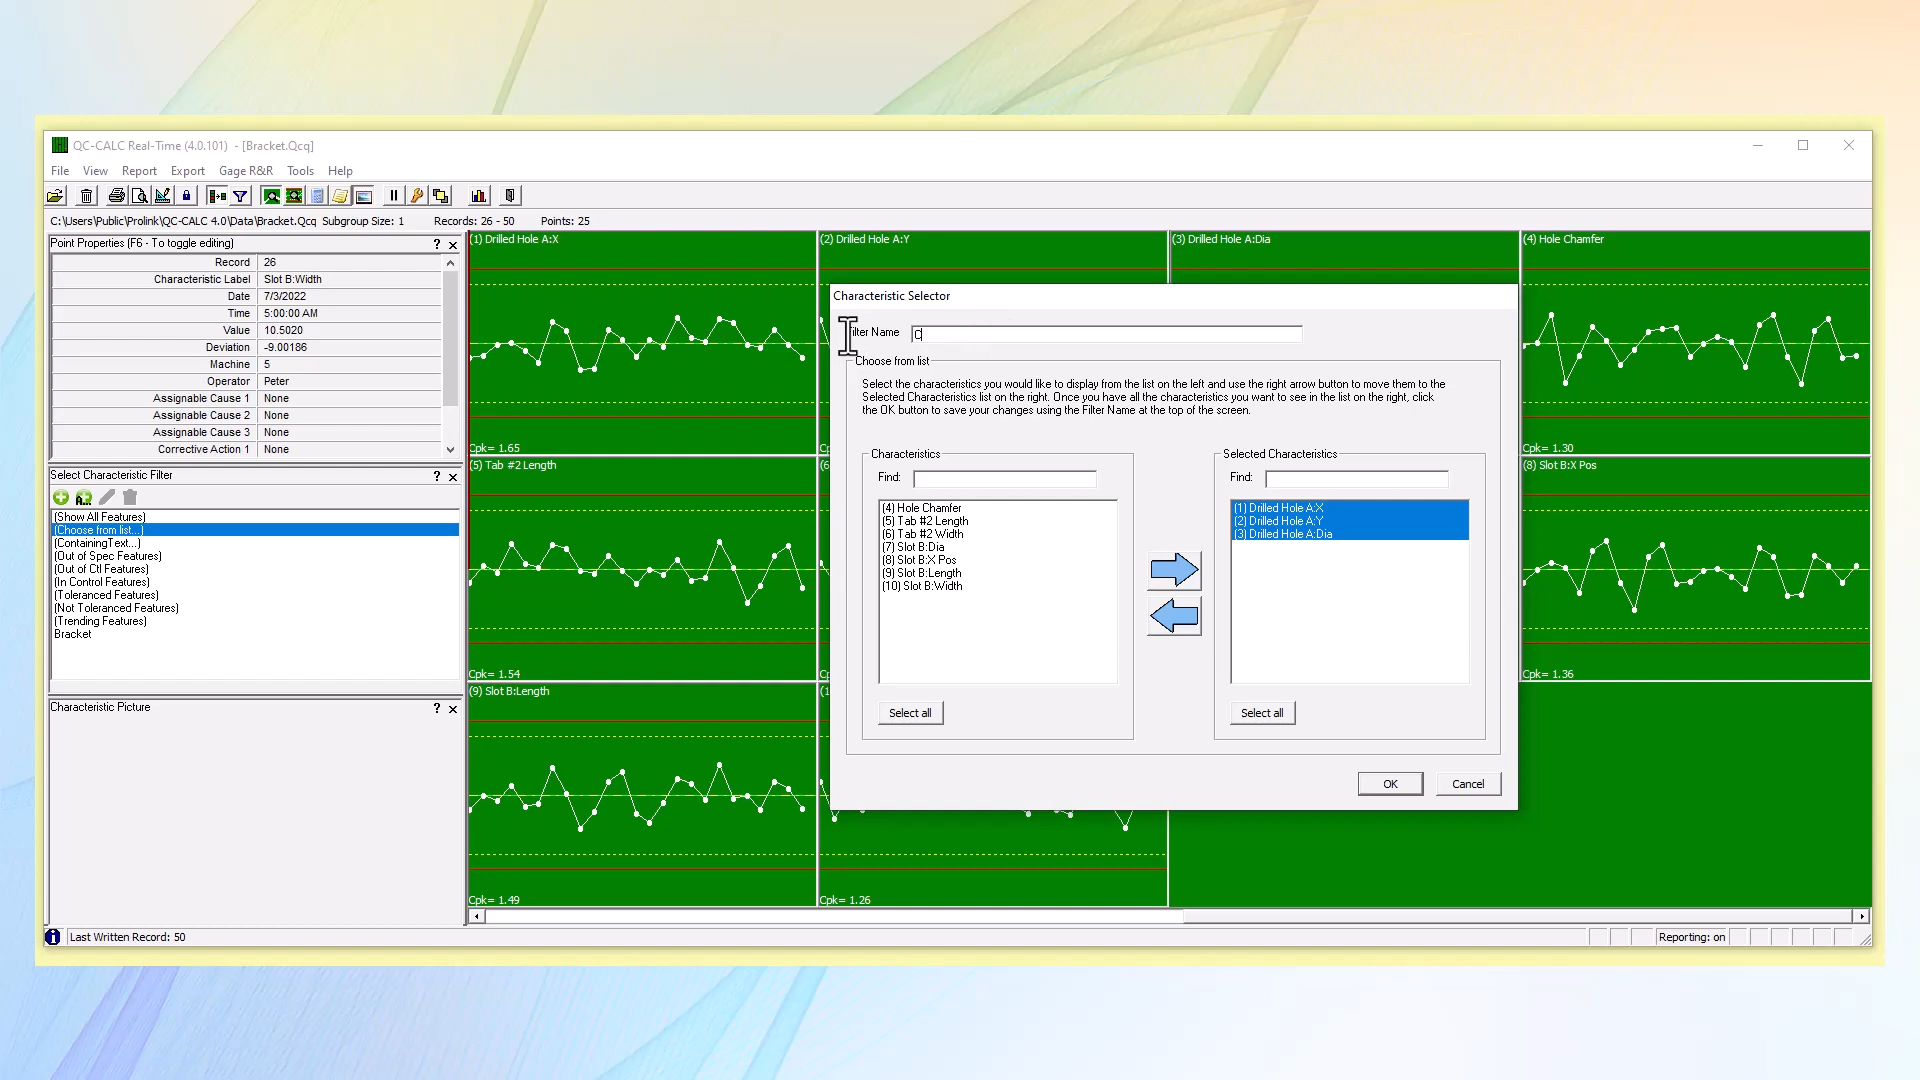 QC-CALC Real-Time (4.0.101) - [Bracket.Qcq]
File View Report Export Gage R&R Tools Help
C:\Users\Public\Prolink\QC-CALC 4.0\Data\Bracket.Qcq Subgroup Size: 1 Records: 26 - 50 Points: 25
Point Properties (F6 - To toggle editing)
Record 26
Characteristic Label Slot B:Width
Date 7/3/2022
Time 5:00:00 AM
Value 10.5020
Deviation -9.00186
Machine 5
Operator Peter
Assignable Cause 1 None
Assignable Cause 2 None
Assignable Cause 3 None
Corrective Action 1 None
Select Characteristic Filter
(Show All Features)
(Choose from list...)
(ContainingText...)
(Out of Spec Features)
(Out of Ctl Features)
(In Control Features)
(Toleranced Features)
(Not Toleranced Features)
(Trending Features)
Bracket
Characteristic Picture
(1) Drilled Hole A:X
Cpk= 1.65
(2) Drilled Hole A:Y
(3) Drilled Hole A:Dia
(4) Hole Chamfer
Cpk= 1.30
(5) Tab #2 Length
Cpk= 1.54
(8) Slot B:X Pos
Cpk= 1.36
(9) Slot B:Length
Cpk= 1.49
Cpk= 1.26
Characteristic Selector
Filter Name
Choose from list
Select the characteristics you would like to display from the list on the left and use the right arrow button to move them to the
Selected Characteristics list on the right. Once you have all the characteristics you want to see in the list on the right, click
the OK button to save your changes using the Filter Name at the top of the screen.
Characteristics
Find:
(4) Hole Chamfer
(5) Tab #2 Length
(6) Tab #2 Width
(7) Slot B:Dia
(8) Slot B:X Pos
(9) Slot B:Length
(10) Slot B:Width
Select all
Selected Characteristics
Find:
(1) Drilled Hole A:X
(2) Drilled Hole A:Y
(3) Drilled Hole A:Dia
Select all
OK Cancel
Last Written Record: 50
Reporting: on